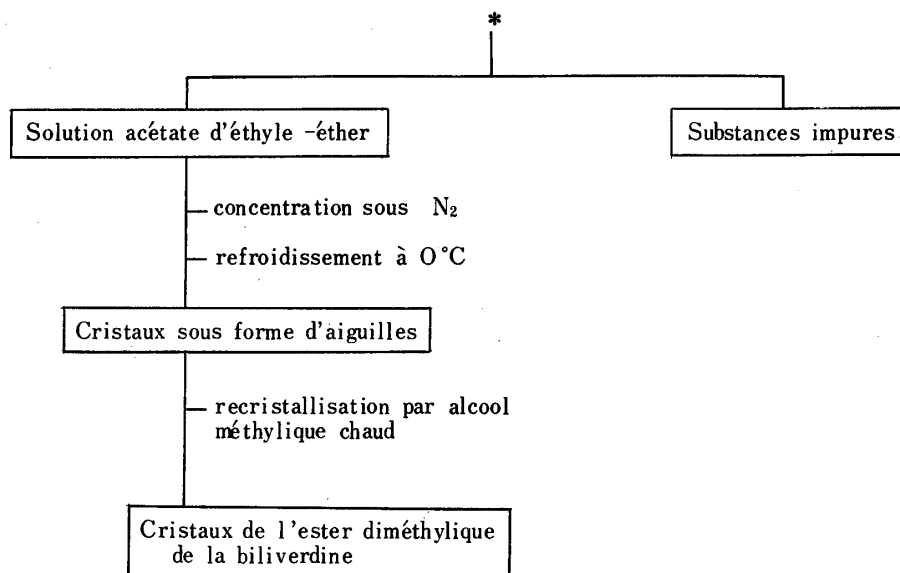 *
Solution acétate d'éthyle -éther
Substances impures
concentration sous N₂
refroidissement à 0°C
Cristaux sous forme d'aiguilles
recristallisation par alcool
méthylique chaud
Cristaux de l'ester diméthylique
de la biliverdine